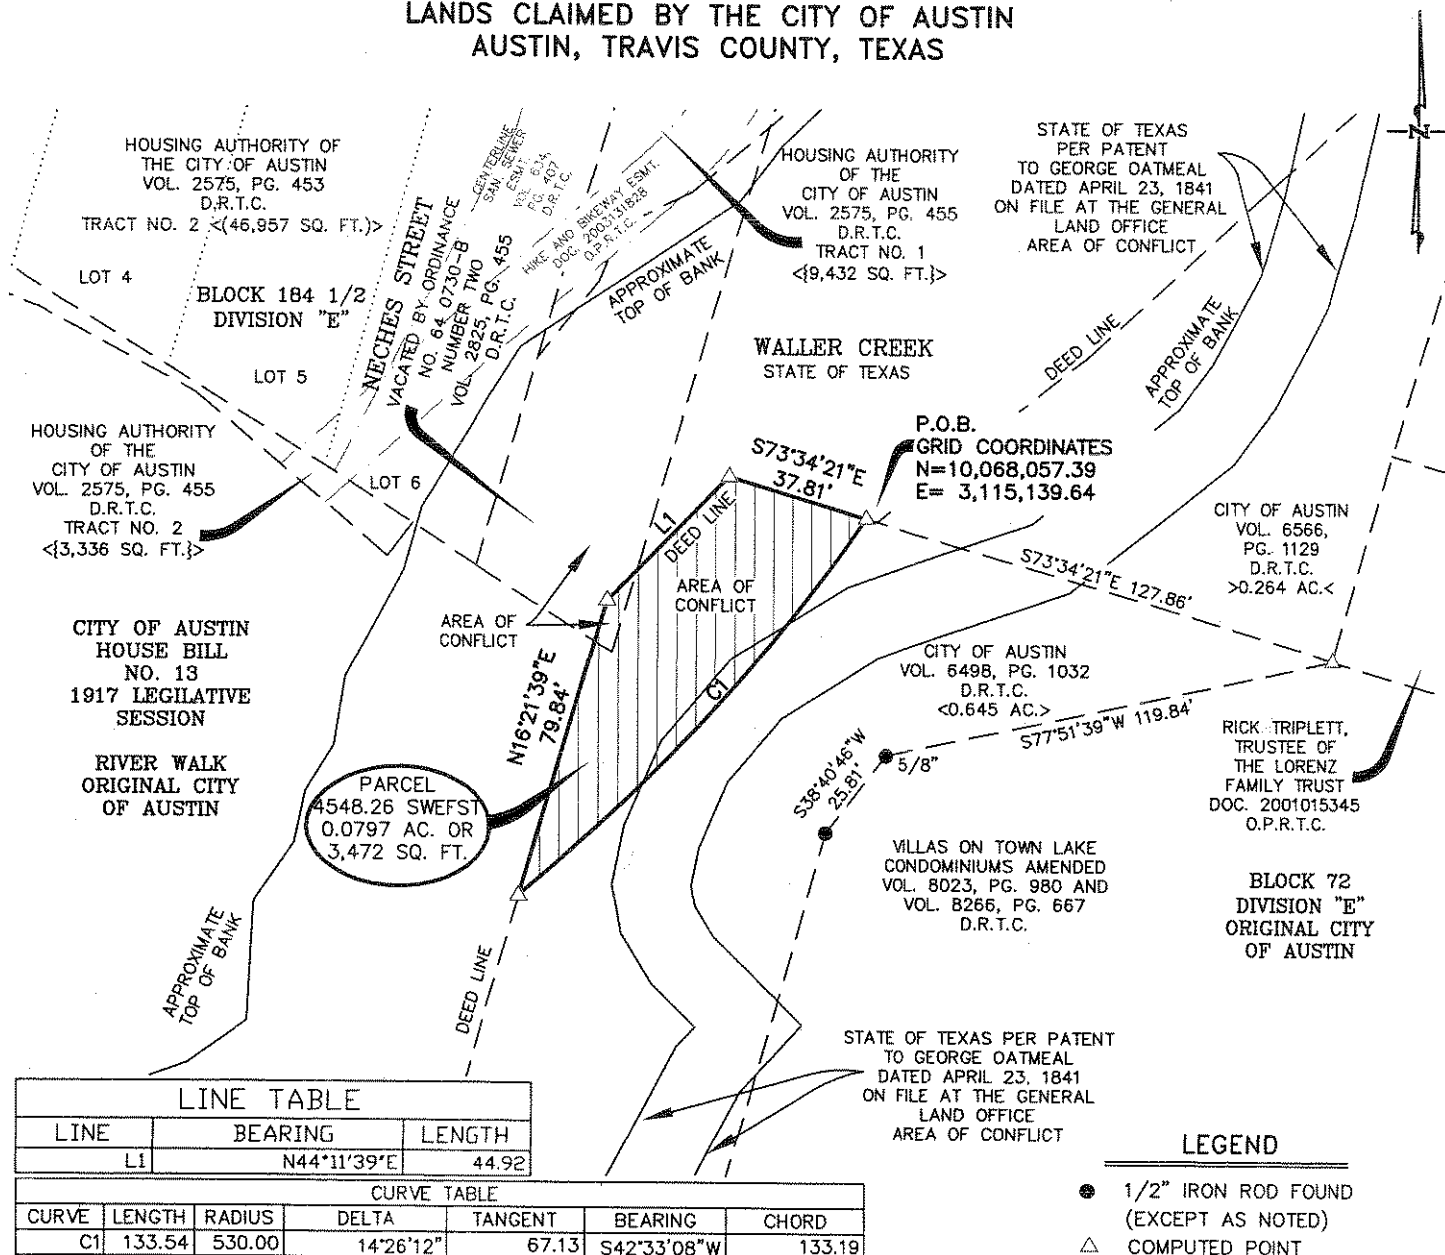 LANDS CLAIMED BY THE CITY OF AUSTIN
AUSTIN, TRAVIS COUNTY, TEXAS
N
HOUSING AUTHORITY OF
THE CITY OF AUSTIN
VOL. 2575, PG. 453
D.R.T.C.
TRACT NO. 2 <(46,957 SQ. FT.)>
LOT 4
BLOCK 184 1/2
DIVISION "E"
LOT 5
NECHES STREET
VACATED BY ORDINANCE
NO. 64 0730-B
NUMBER TWO
VOL. 2825, PG. 455
D.R.T.C.
CENTERLINE
SAN. SEWER
ESMT.
VOL. 634,
PG. 407
D.R.T.C.
HIKE AND BIKEWAY ESMT.
DOC. 2003131828
O.P.R.T.C.
APPROXIMATE
TOP OF BANK
HOUSING AUTHORITY
OF THE
CITY OF AUSTIN
VOL. 2575, PG. 455
D.R.T.C.
TRACT NO. 1
<{9,432 SQ. FT.}>
STATE OF TEXAS
PER PATENT
TO GEORGE OATMEAL
DATED APRIL 23, 1841
ON FILE AT THE GENERAL
LAND OFFICE
AREA OF CONFLICT
WALLER CREEK
STATE OF TEXAS
DEED LINE
APPROXIMATE
TOP OF BANK
HOUSING AUTHORITY
OF THE
CITY OF AUSTIN
VOL. 2575, PG. 455
D.R.T.C.
TRACT NO. 2
<{3,336 SQ. FT.}>
LOT 6
P.O.B.
GRID COORDINATES
N=10,068,057.39
E= 3,115,139.64
S73°34'21"E
37.81'
L1
DEED LINE
AREA OF
CONFLICT
AREA OF
CONFLICT
S73°34'21"E 127.86'
CITY OF AUSTIN
VOL. 6566,
PG. 1129
D.R.T.C.
>0.264 AC.<
CITY OF AUSTIN
HOUSE BILL
NO. 13
1917 LEGILATIVE
SESSION
RIVER WALK
ORIGINAL CITY
OF AUSTIN
N16°21'39"E
79.84'
C1
CITY OF AUSTIN
VOL. 6498, PG. 1032
D.R.T.C.
<0.645 AC.>
S77°51'39"W 119.84'
S38°40'46"W
25.81'
5/8"
RICK TRIPLETT,
TRUSTEE OF
THE LORENZ
FAMILY TRUST
DOC. 2001015345
O.P.R.T.C.
PARCEL
4548.26 SWEFST
0.0797 AC. OR
3,472 SQ. FT.
VILLAS ON TOWN LAKE
CONDOMINIUMS AMENDED
VOL. 8023, PG. 980 AND
VOL. 8266, PG. 667
D.R.T.C.
BLOCK 72
DIVISION "E"
ORIGINAL CITY
OF AUSTIN
APPROXIMATE
TOP OF BANK
DEED LINE
STATE OF TEXAS PER PATENT
TO GEORGE OATMEAL
DATED APRIL 23, 1841
ON FILE AT THE GENERAL
LAND OFFICE
AREA OF CONFLICT
LINE TABLE
LINE BEARING LENGTH
L1 N44°11'39"E 44.92
CURVE TABLE
CURVE LENGTH RADIUS DELTA TANGENT BEARING CHORD
C1 133.54 530.00 14°26'12" 67.13 S42°33'08"W 133.19
LEGEND
1/2" IRON ROD FOUND
(EXCEPT AS NOTED)
COMPUTED POINT